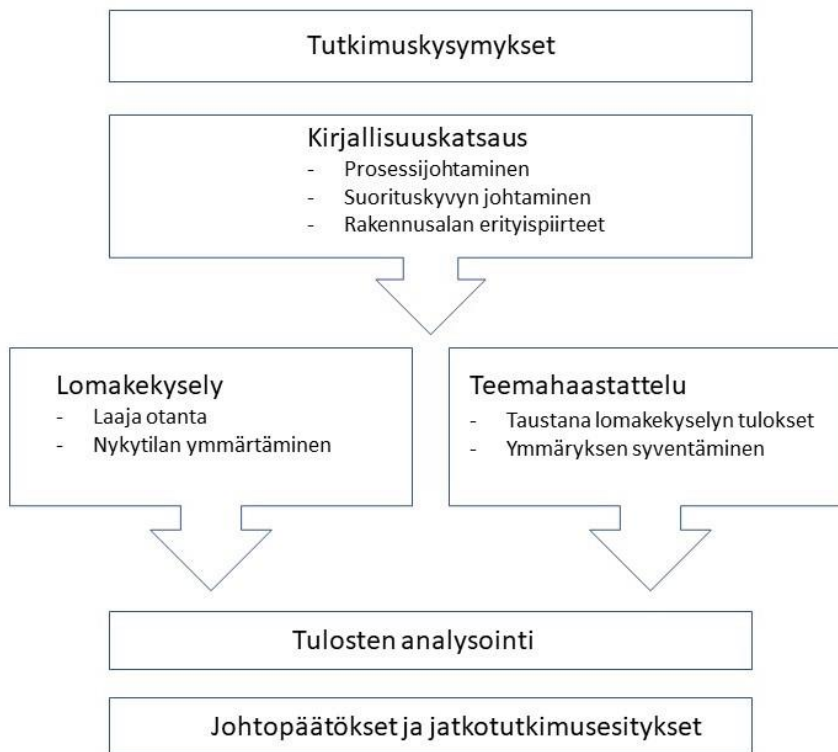 Tutkimuskysymykset
Kirjallisuuskatsaus
- Prosessijohtaminen
- Suorituskyvyn johtaminen
- Rakennusalan erityispiirteet
Lomakekysely
- Laaja otanta
- Nykytilan ymmärtäminen
Teemahaastattelu
- Taustana lomakekyselyn tulokset
- Ymmäryksen syventäminen
Tulosten analysointi
Johtopäätökset ja jatkotutkimusesitykset